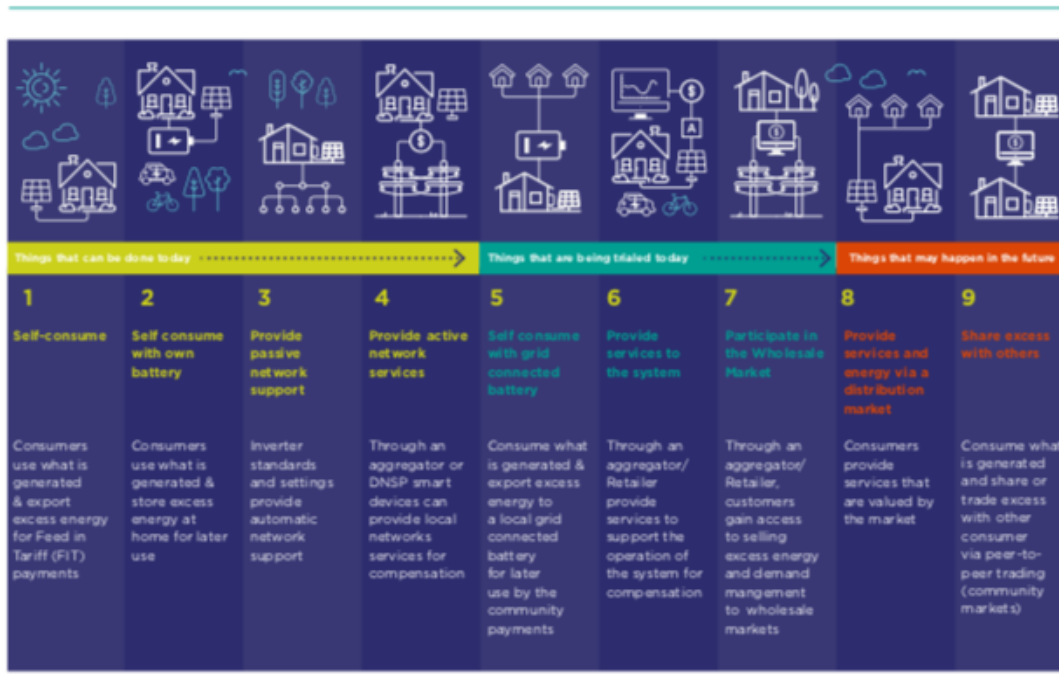 $
$
A
$
$
Things that can be done today
Things that are being trialed today
Things that may happen in the future
1
Self-consume
Consumers
use what is
generated
& export
excess energy
for Feed in
Tariff (FIT)
payments
2
Self consume
with own
battery
Consumers
use what is
generated &
store excess
energy at
home for later
use
3
Provide
passive
network
support
Inverter
standards
and settings
provide
automatic
network
support
4
Provide active
network
services
Through an
aggregator or
DNSP smart
devices can
provide local
networks
services for
compensation
5
Self consume
with grid
connected
battery
Consume what
is generated &
export excess
energy to
a local grid
connected
battery
for later
use by the
community
payments
6
Provide
services to
the system
Through an
aggregator/
Retailer
provide
services to
support the
operation of
the system for
compensation
7
Participate in
the Wholesale
Market
Through an
aggregator/
Retailer,
customers
gain access
to selling
excess energy
and demand
mangement
to wholesale
markets
8
Provide
services and
energy via a
distribution
market
Consumers
provide
services that
are valued by
the market
9
Share excess
with others
Consume what
is generated
and share or
trade excess
with other
consumer
via peer-to-
peer trading
(community
markets)